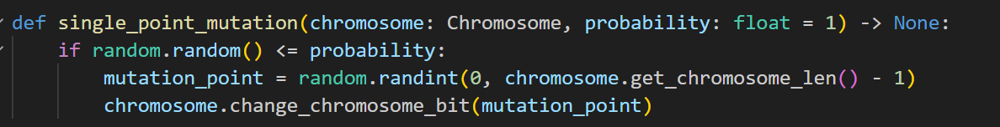 def single_point_mutation(chromosome: Chromosome, probability: float = 1) -> None:
    if random.random() <= probability:
        mutation_point = random.randint(0, chromosome.get_chromosome_len() - 1)
        chromosome.change_chromosome_bit(mutation_point)